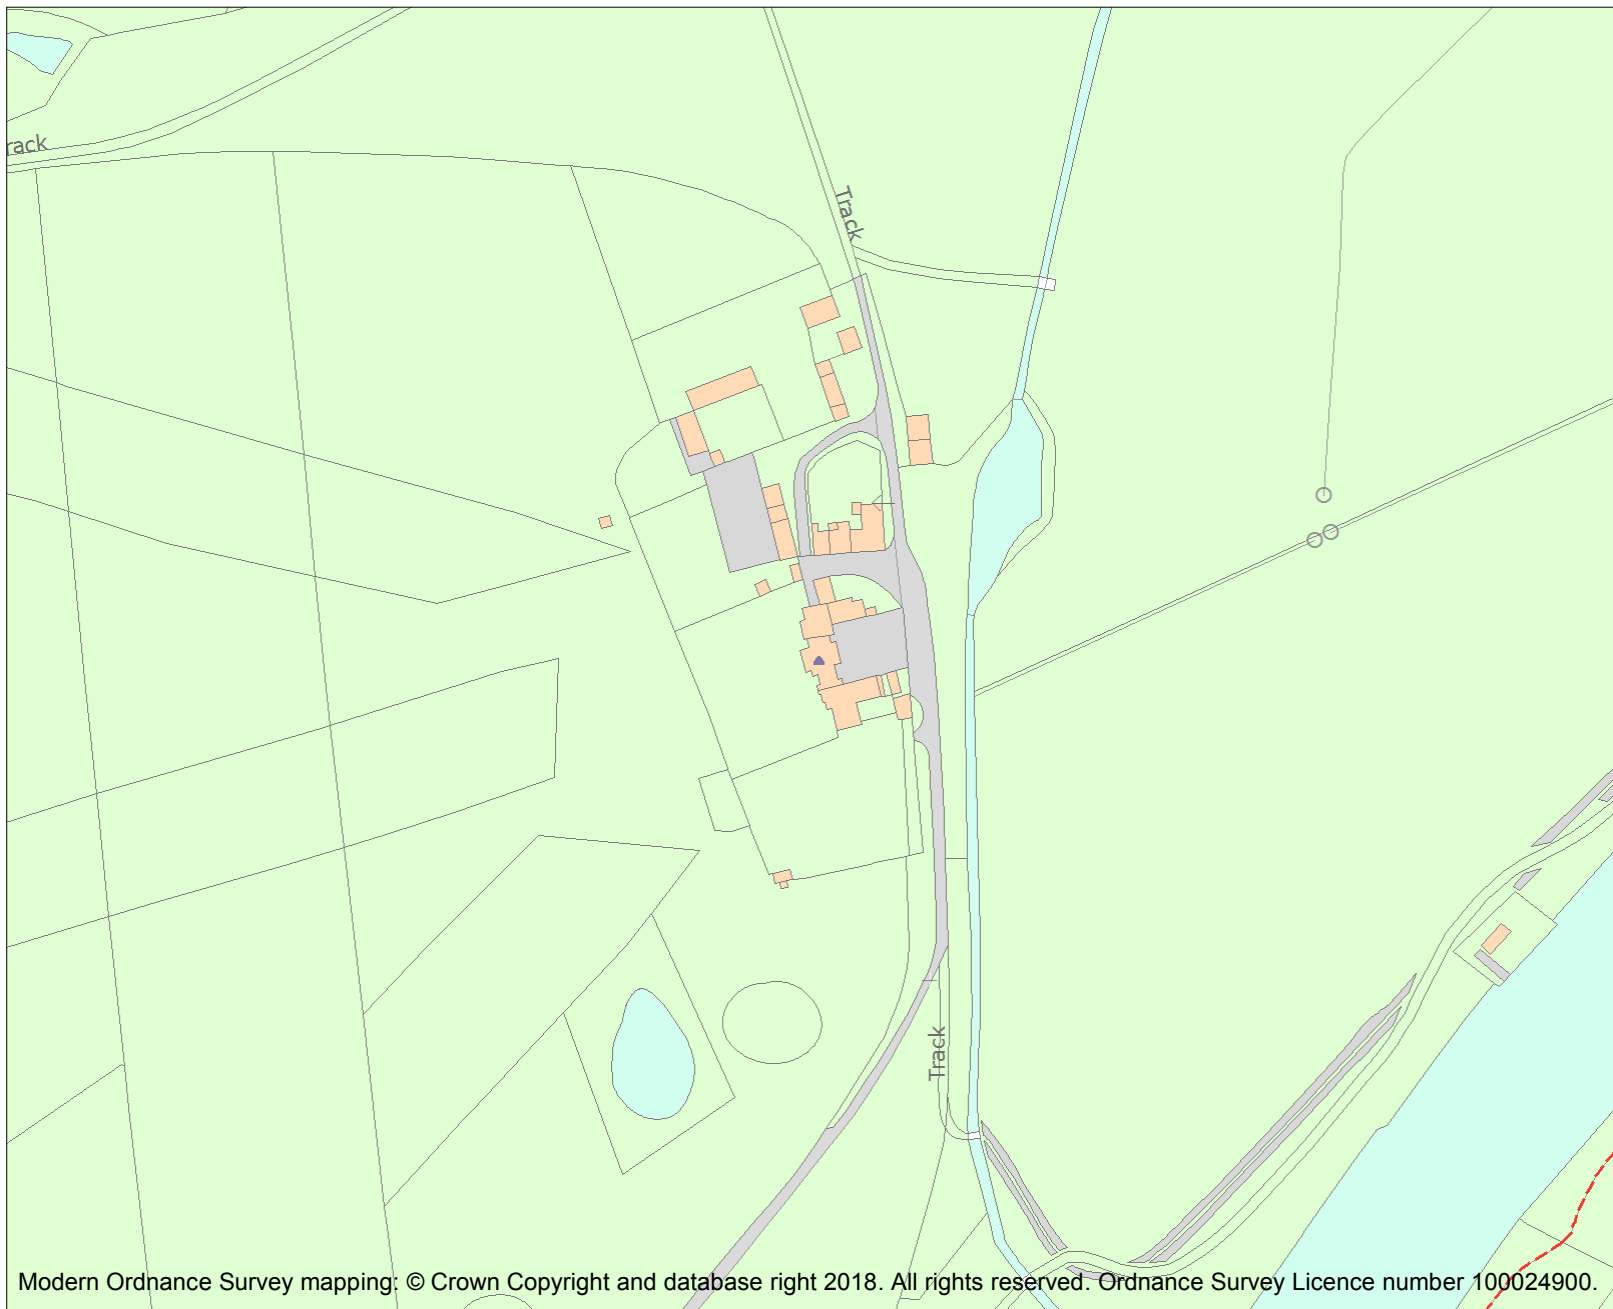 rack
Track
Track
Modern Ordnance Survey mapping: © Crown Copyright and database right 2018. All rights reserved. Ordnance Survey Licence number 100024900.